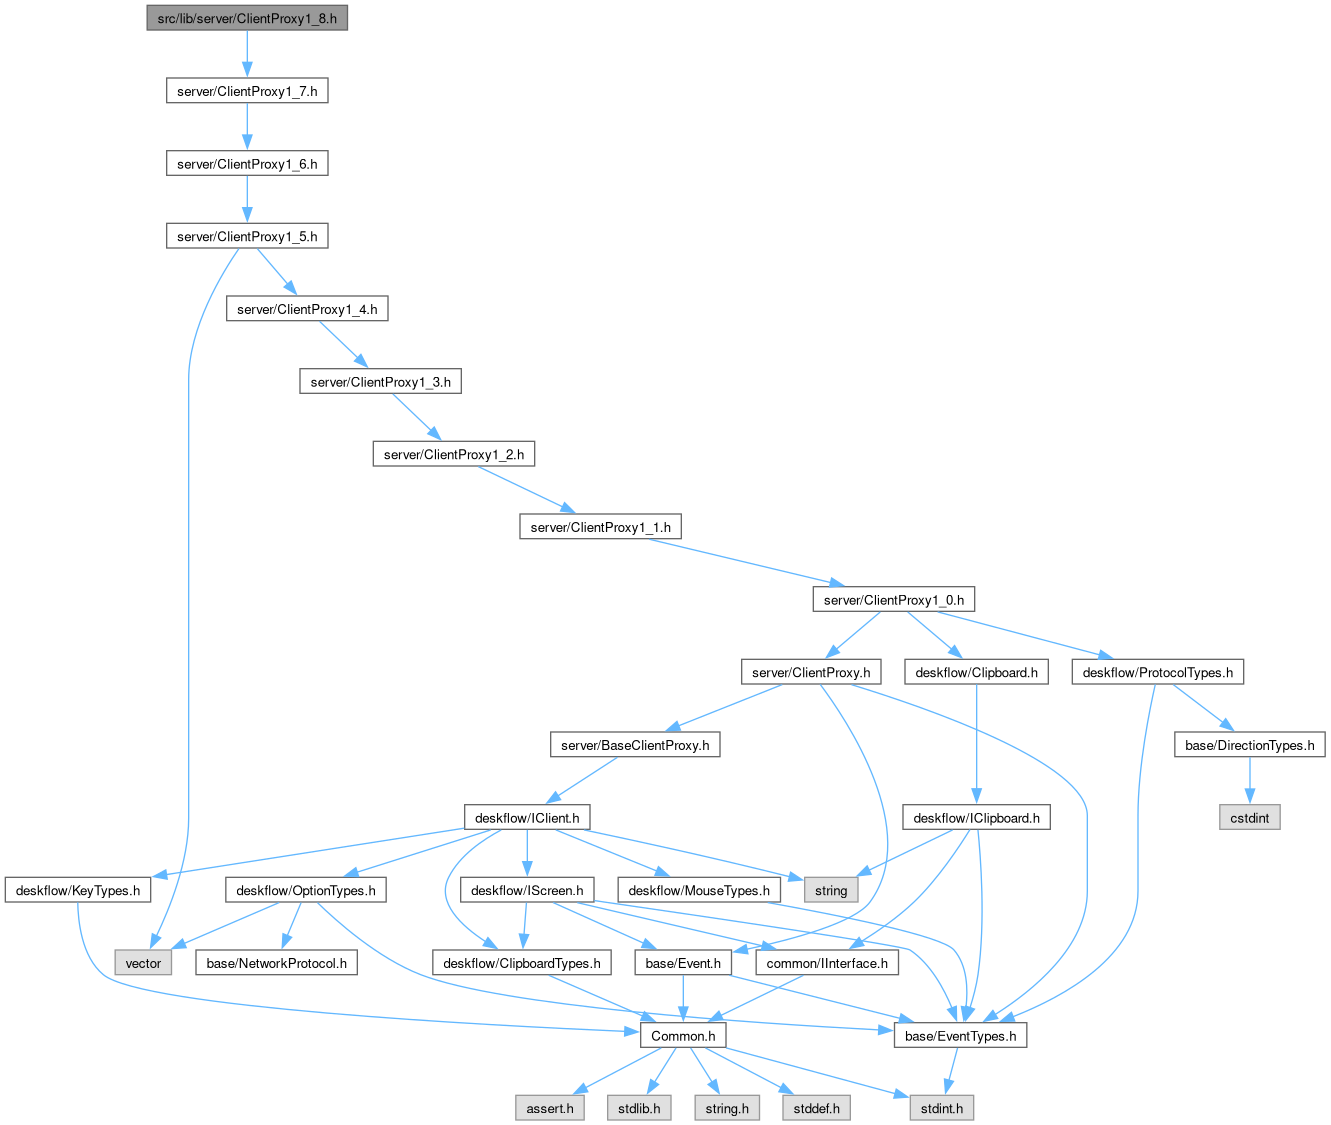 src/lib/server/ClientProxy1_8.h
server/ClientProxy1_7.h
server/ClientProxy1_6.h
server/ClientProxy1_5.h
server/ClientProxy1_4.h
server/ClientProxy1_3.h
server/ClientProxy1_2.h
server/ClientProxy1_1.h
server/ClientProxy1_0.h
server/ClientProxy.h
deskflow/Clipboard.h
deskflow/ProtocolTypes.h
server/BaseClientProxy.h
base/DirectionTypes.h
deskflow/IClient.h
deskflow/IClipboard.h
cstdint
deskflow/KeyTypes.h
deskflow/OptionTypes.h
deskflow/IScreen.h
deskflow/MouseTypes.h
string
vector
base/NetworkProtocol.h
deskflow/ClipboardTypes.h
base/Event.h
common/IInterface.h
Common.h
base/EventTypes.h
assert.h
stdlib.h
string.h
stddef.h
stdint.h